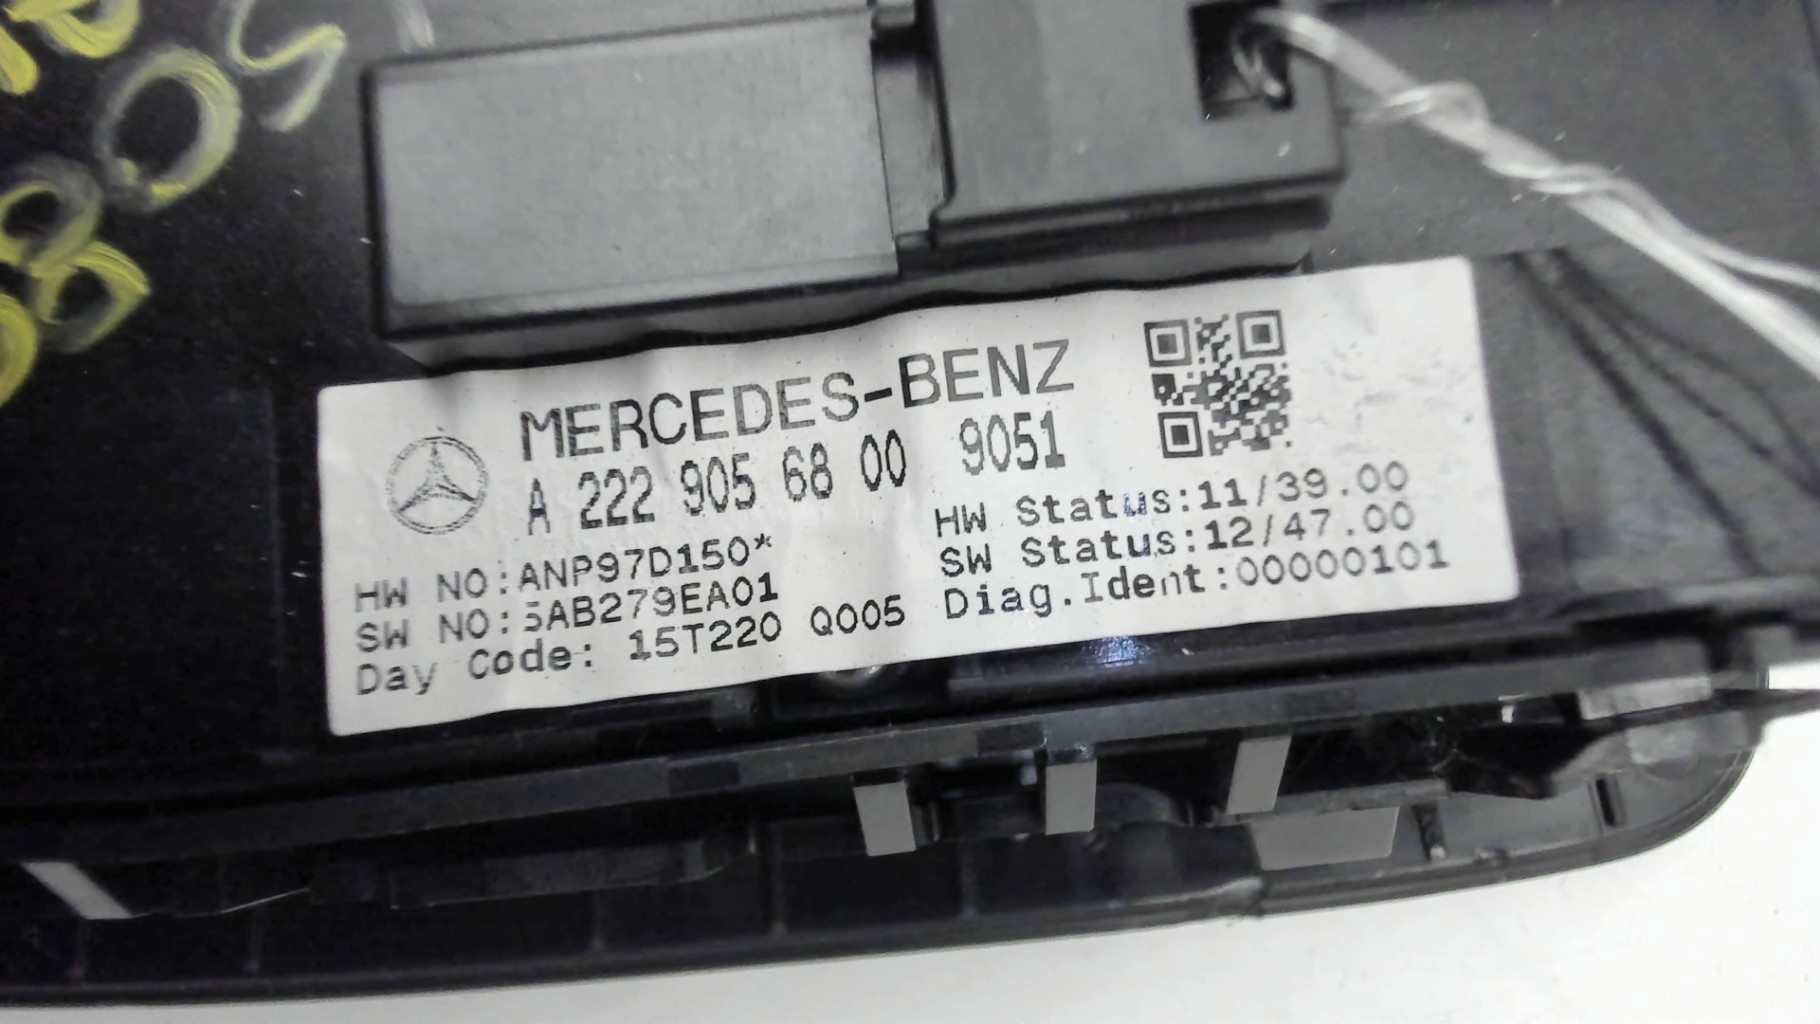 MERCEDES-BENZ
A 222 905 68 00 9051
HW NO:ANP97D150*
SW NO:5AB279EA01
Day Code: 15T220 Q005
HW Status:11/39.00
SW Status:12/47.00
Diag.Ident:00000101